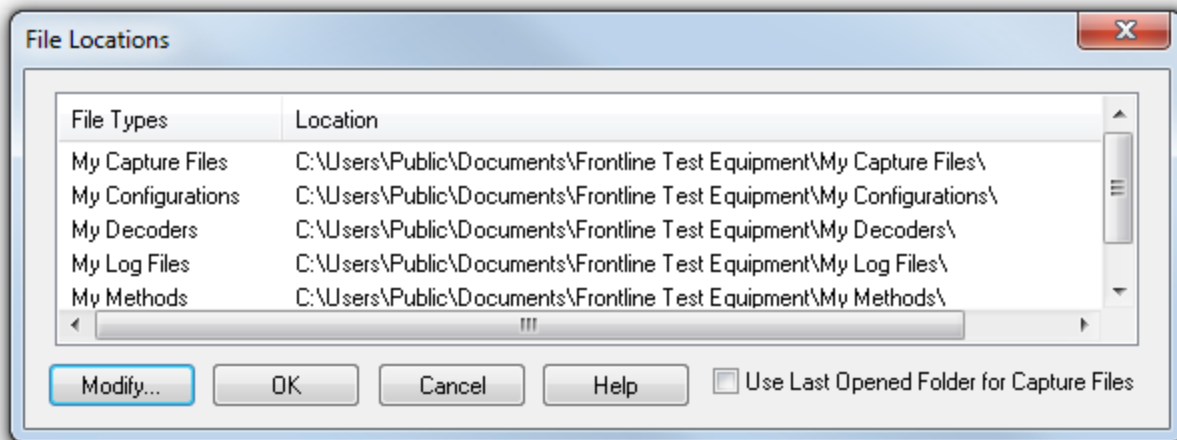 File Locations
File Types Location
My Capture Files C:\Users\Public\Documents\Frontline Test Equipment\My Capture Files\
My Configurations C:\Users\Public\Documents\Frontline Test Equipment\My Configurations\
My Decoders C:\Users\Public\Documents\Frontline Test Equipment\My Decoders\
My Log Files C:\Users\Public\Documents\Frontline Test Equipment\My Log Files\
My Methods C:\Users\Public\Documents\Frontline Test Equipment\My Methods\
Modify... OK Cancel Help Use Last Opened Folder for Capture Files